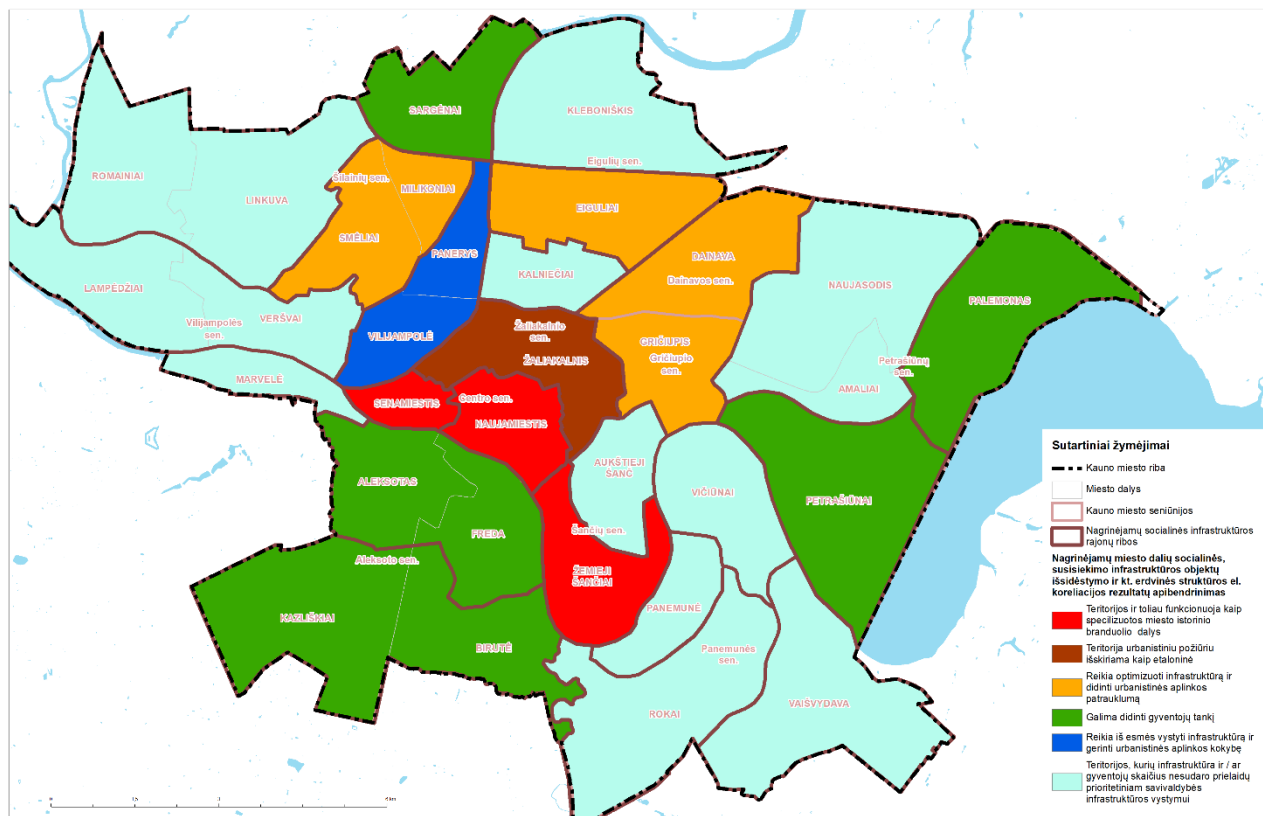 SARGĖNAI
KLEBONIŠKIS
Eigulių sen.
ROMAINIAI
Šilainių sen.
MILIKONIAI
LINKUVA
EIGULIAI
SMĖLIAI
PANERYS
DAINAVA
KALNIEČIAI
Dainavos sen.
LAMPĖDŽIAI
NAUJASODIS
PALEMONAS
VERŠVAI
Vilijampolės
sen.
VILIJAMPOLĖ
Žaliakalnio
sen.
ŽALIAKALNIS
GRIČIUPIS
Gričiupio
sen.
Petrašiūnų
sen.
MARVELĖ
AMALIAI
SENAMIESTIS
Centro sen.
NAUJAMIESTIS
AUKŠTIEJI
ŠANČ
ALEKSOTAS
VIČIŪNAI
PETRAŠIŪNAI
Šančių sen.
FREDA
Aleksoto sen.
ŽEMIEJI
ŠANČIAI
PANEMUNĖ
KAZLIŠKIAI
BIRUTĖ
Panemunės
sen.
ROKAI
VAIŠVYDAVA
Sutartiniai žymėjimai
Kauno miesto riba
Miesto dalys
Kauno miesto seniūnijos
Nagrinėjamų socialinės infrastruktūros
rajonų ribos
Nagrinėjamų miesto dalių socialinės,
susisiekimo infrastruktūros objektų
išsidėstymo ir kt. erdvinės struktūros el.
koreliacijos rezultatų apibendrinimas
Teritorijos ir toliau funkcionuoja kaip
specilizuotos miesto istorinio
branduolio dalys
Teritorija urbanistiniu požiūriu
išskiriama kaip etaloninė
Reikia optimizuoti infrastruktūrą ir
didinti urbanistinės aplinkos
patrauklumą
Galima didinti gyventojų tankį
Reikia iš esmės vystyti infrastruktūrą ir
gerinti urbanistinės aplinkos kokybę
Teritorijos, kurių infrastruktūra ir / ar
gyventojų skaičius nesudaro prielaidų
prioritetiniam savivaldybės
infrastruktūros vystymui